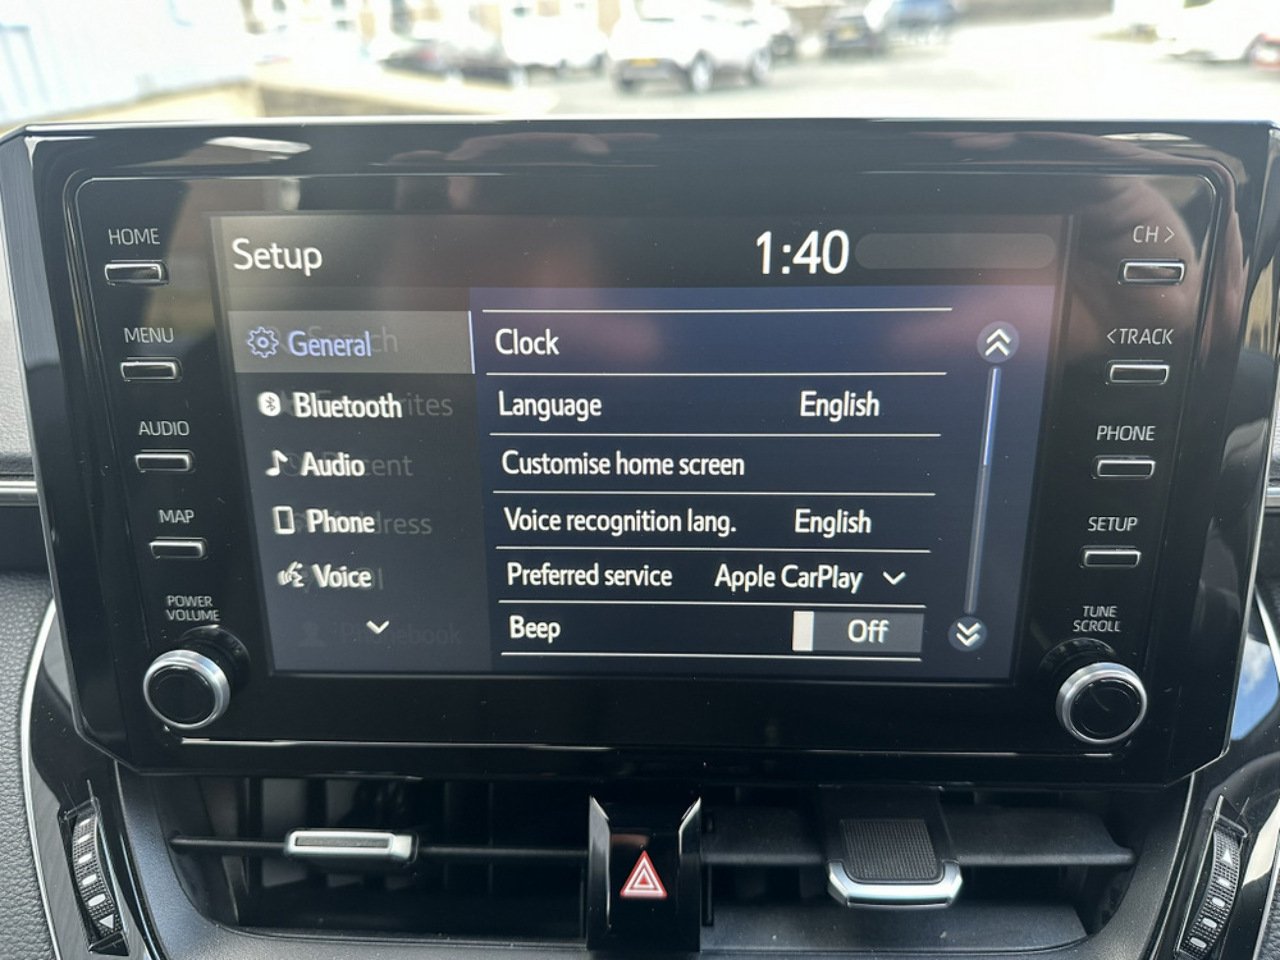 HOME
MENU
AUDIO
MAP
POWER
VOLUME
Setup
1:40
General
Bluetooth
Audio
Phone
Voice
Clock
Language English
Customise home screen
Voice recognition lang. English
Preferred service Apple CarPlay
Beep Off
CH >
<TRACK
PHONE
SETUP
TUNE
SCROLL